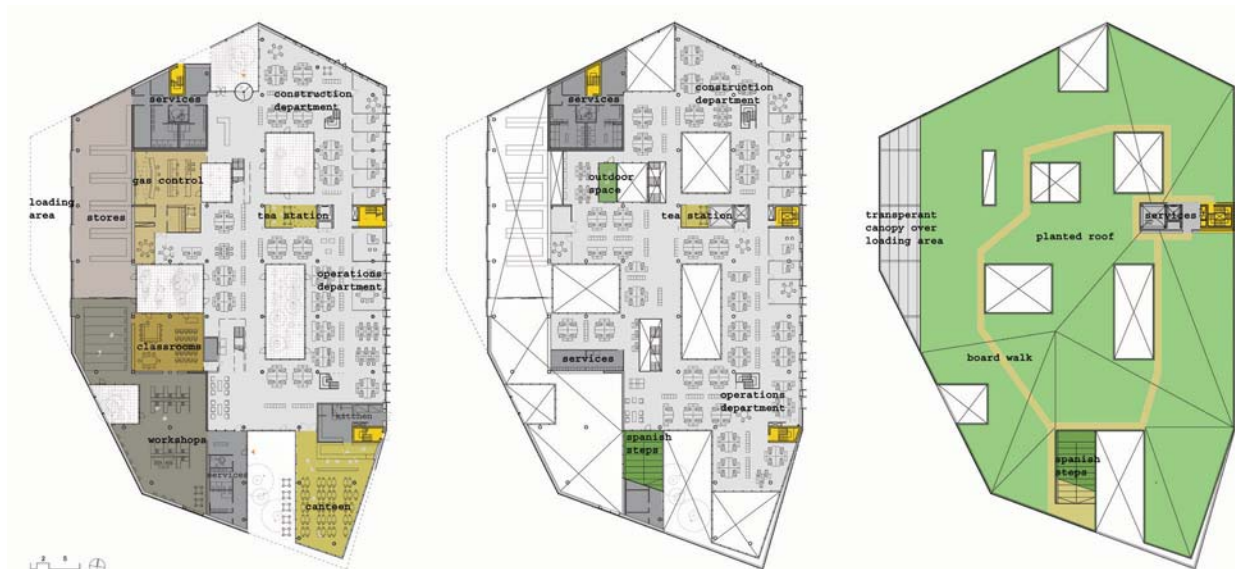 services
construction
department
gas control
loading
area
stores
tea station
operations
department
classrooms
kitchen
workshops
services
canteen
2 5
services
construction
department
outdoor
space
tea station
services
operations
department
spanish
steps
transperant
canopy over
loading area
services
planted roof
board walk
spanish
steps